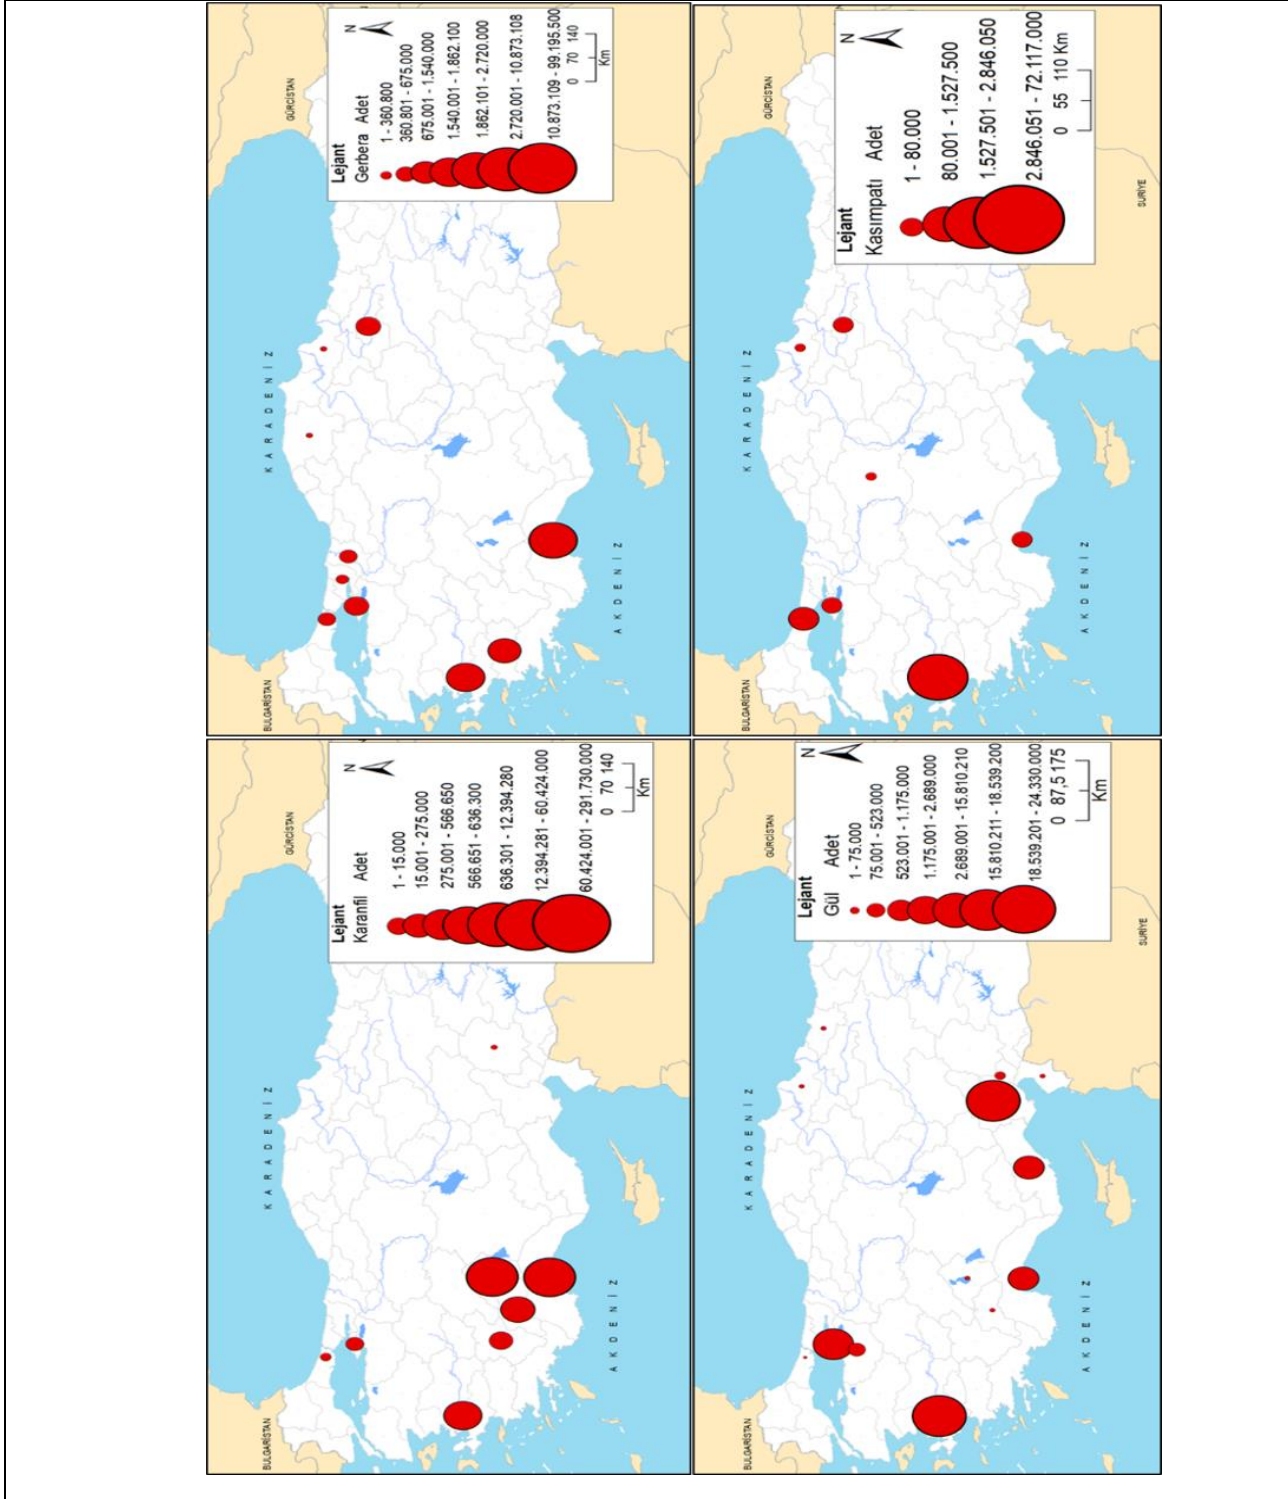 BULGARİSTAN
K A R A D E N İ Z
GÜRCİSTAN
Lejant
Karanfil Adet
1 - 15.000
15.001 - 275.000
275.001 - 566.650
566.651 - 636.300
636.301 - 12.394.280
12.394.281 - 60.424.000
60.424.001 - 291.730.000
N
0 70 140
Km
A K D E N İ Z
BULGARİSTAN
K A R A D E N İ Z
GÜRCİSTAN
Lejant
Gerbera Adet
1 - 360.800
360.801 - 675.000
675.001 - 1.540.000
1.540.001 - 1.862.100
1.862.101 - 2.720.000
2.720.001 - 10.873.108
10.873.109 - 99.195.500
N
0 70 140
Km
A K D E N İ Z
BULGARİSTAN
K A R A D E N İ Z
GÜRCİSTAN
Lejant
Gül Adet
1 - 75.000
75.001 - 523.000
523.001 - 1.175.000
1.175.001 - 2.689.000
2.689.001 - 15.810.210
15.810.211 - 18.539.200
18.539.201 - 24.330.000
N
0 87,5 175
Km
A K D E N İ Z
SURİYE
BULGARİSTAN
K A R A D E N İ Z
GÜRCİSTAN
Lejant
Kasımpatı Adet
1 - 80.000
80.001 - 1.527.500
1.527.501 - 2.846.050
2.846.051 - 72.117.000
N
0 55 110 Km
A K D E N İ Z
SURİYE